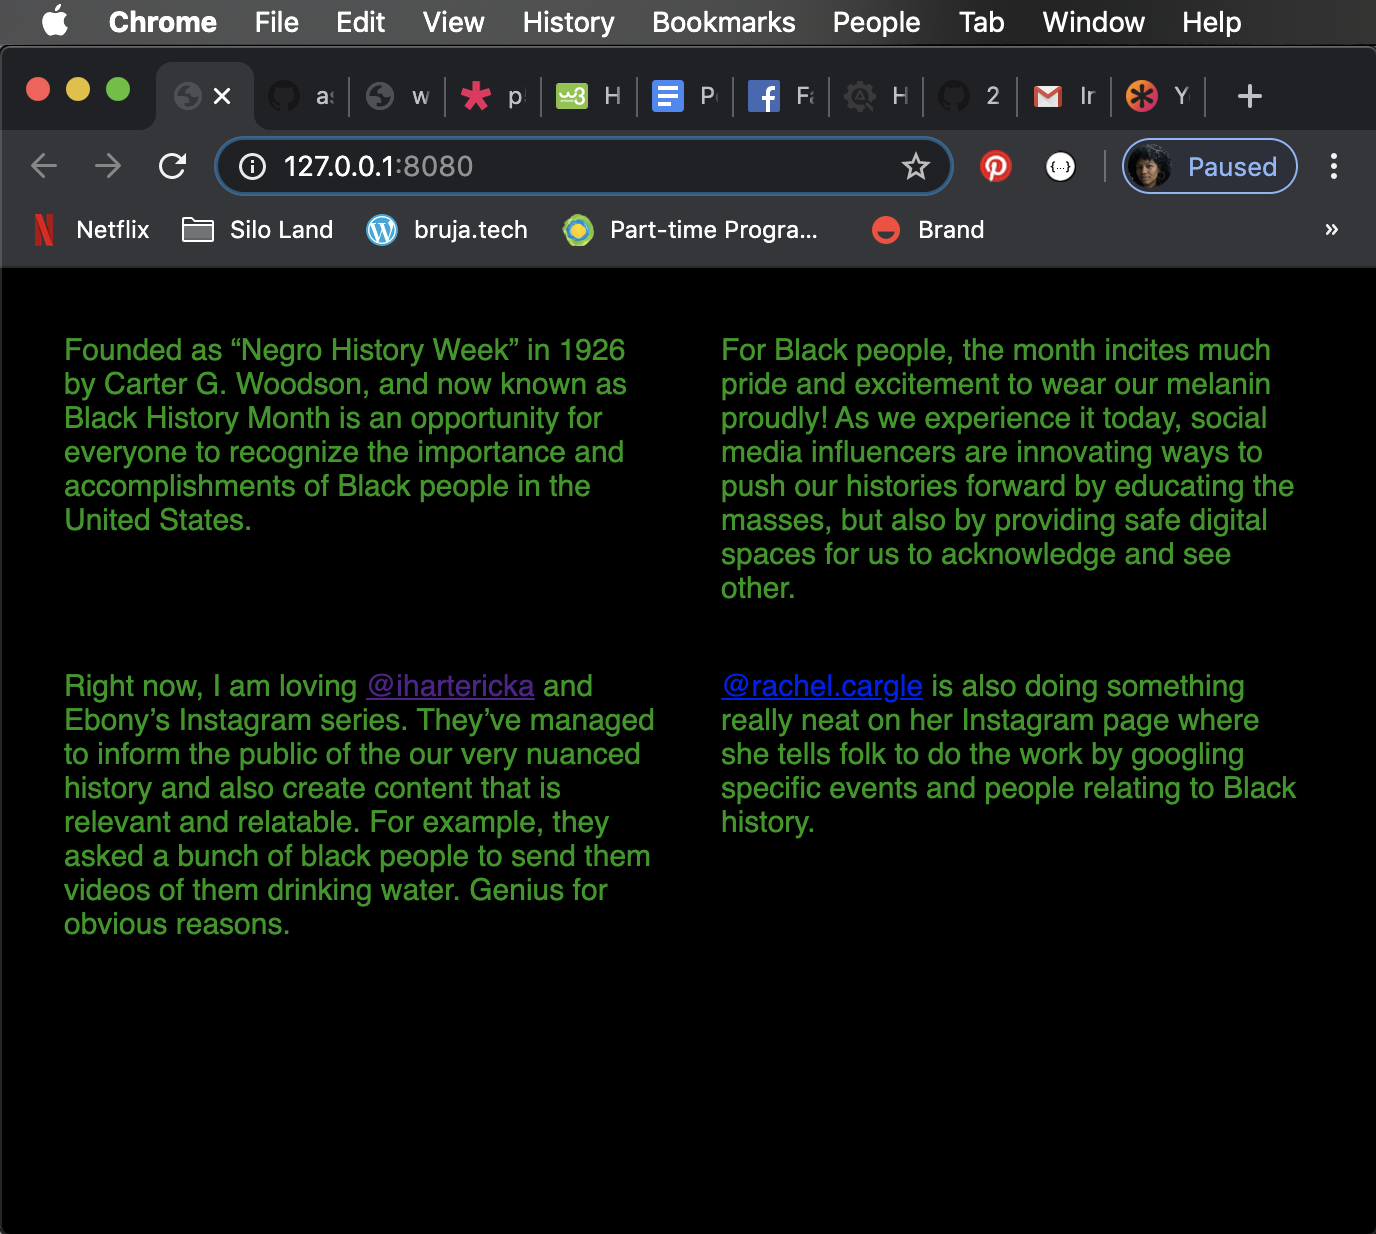 Chrome File Edit View History Bookmarks People Tab Window Help
a w p H P F H 2 Ir Y
127.0.0.1:8080 Paused
Netflix Silo Land bruja.tech Part-time Progra... Brand »
Founded as “Negro History Week” in 1926
by Carter G. Woodson, and now known as
Black History Month is an opportunity for
everyone to recognize the importance and
accomplishments of Black people in the
United States.
For Black people, the month incites much
pride and excitement to wear our melanin
proudly! As we experience it today, social
media influencers are innovating ways to
push our histories forward by educating the
masses, but also by providing safe digital
spaces for us to acknowledge and see
other.
Right now, I am loving @ihartericka and
Ebony’s Instagram series. They’ve managed
to inform the public of the our very nuanced
history and also create content that is
relevant and relatable. For example, they
asked a bunch of black people to send them
videos of them drinking water. Genius for
obvious reasons.
@rachel.cargle is also doing something
really neat on her Instagram page where
she tells folk to do the work by googling
specific events and people relating to Black
history.